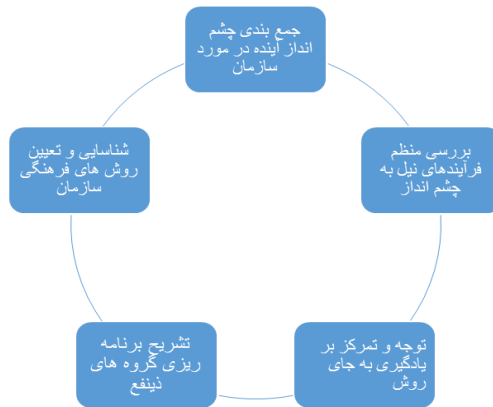 جمع بندی چشم
انداز آینده در مورد
سازمان
بررسی منظم
فرآیندهای نیل به
چشم انداز
توجه و تمرکز بر
یادگیری به جای
روش
تشریح برنامه
ریزی گروه های
ذینفع
شناسایی و تعیین
روش های فرهنگی
سازمان